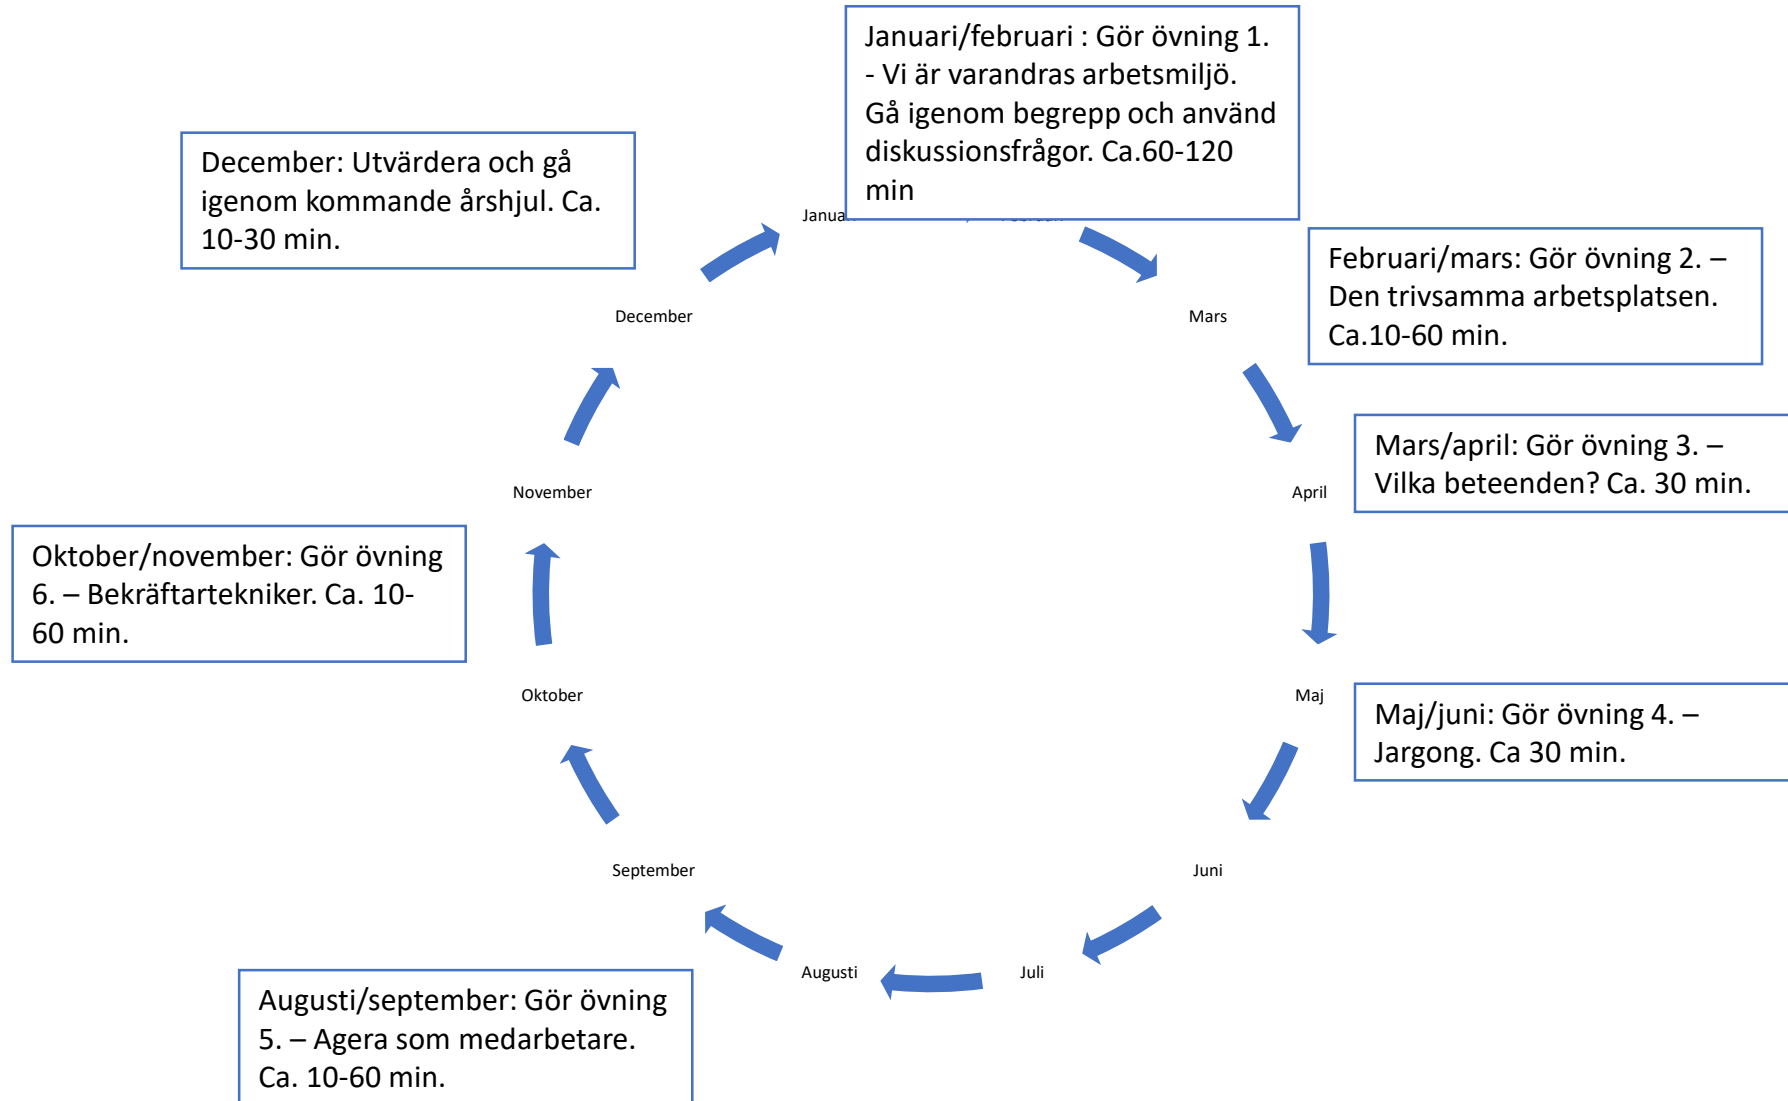 Januari/februari : Gör övning 1.
- Vi är varandras arbetsmiljö.
Gå igenom begrepp och använd
diskussionsfrågor. Ca.60-120
min
December: Utvärdera och gå
igenom kommande årshjul. Ca.
10-30 min.
Februari/mars: Gör övning 2. –
Den trivsamma arbetsplatsen.
Ca.10-60 min.
December
Mars
Mars/april: Gör övning 3. –
Vilka beteenden? Ca. 30 min.
November
April
Oktober/november: Gör övning
6. – Bekräftartekniker. Ca. 10-
60 min.
Oktober
Maj
Maj/juni: Gör övning 4. –
Jargong. Ca 30 min.
September
Juni
Augusti
Juli
Augusti/september: Gör övning
5. – Agera som medarbetare.
Ca. 10-60 min.